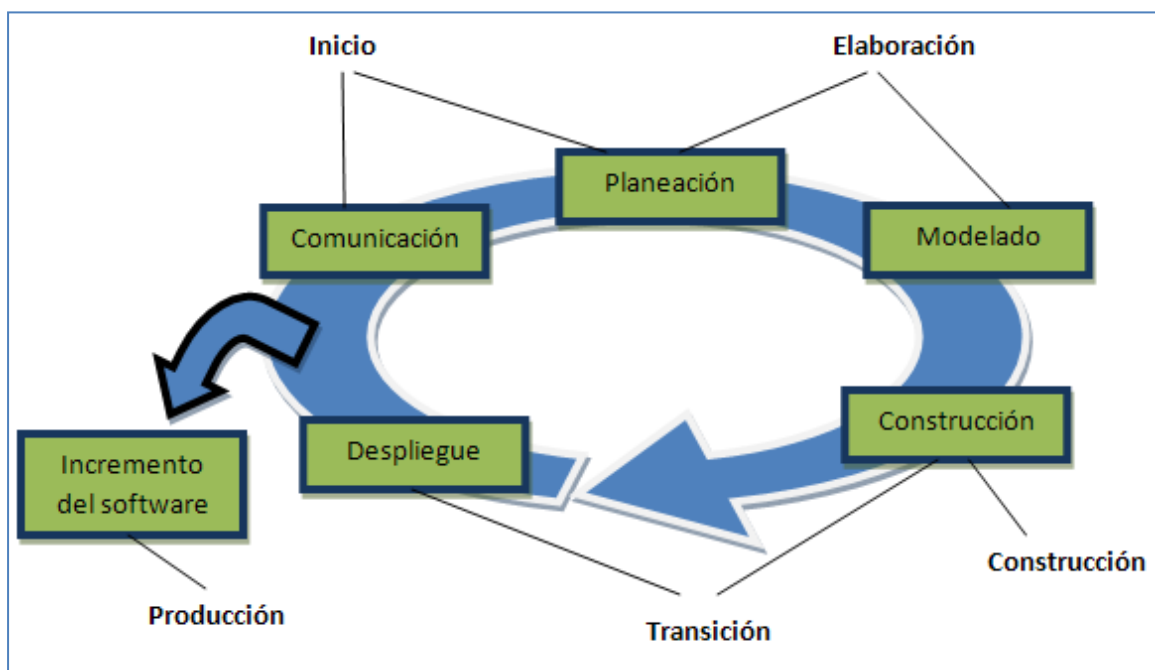 Inicio
Elaboración
Planeación
Comunicación
Modelado
Construcción
Despliegue
Incremento
del software
Construcción
Producción
Transición